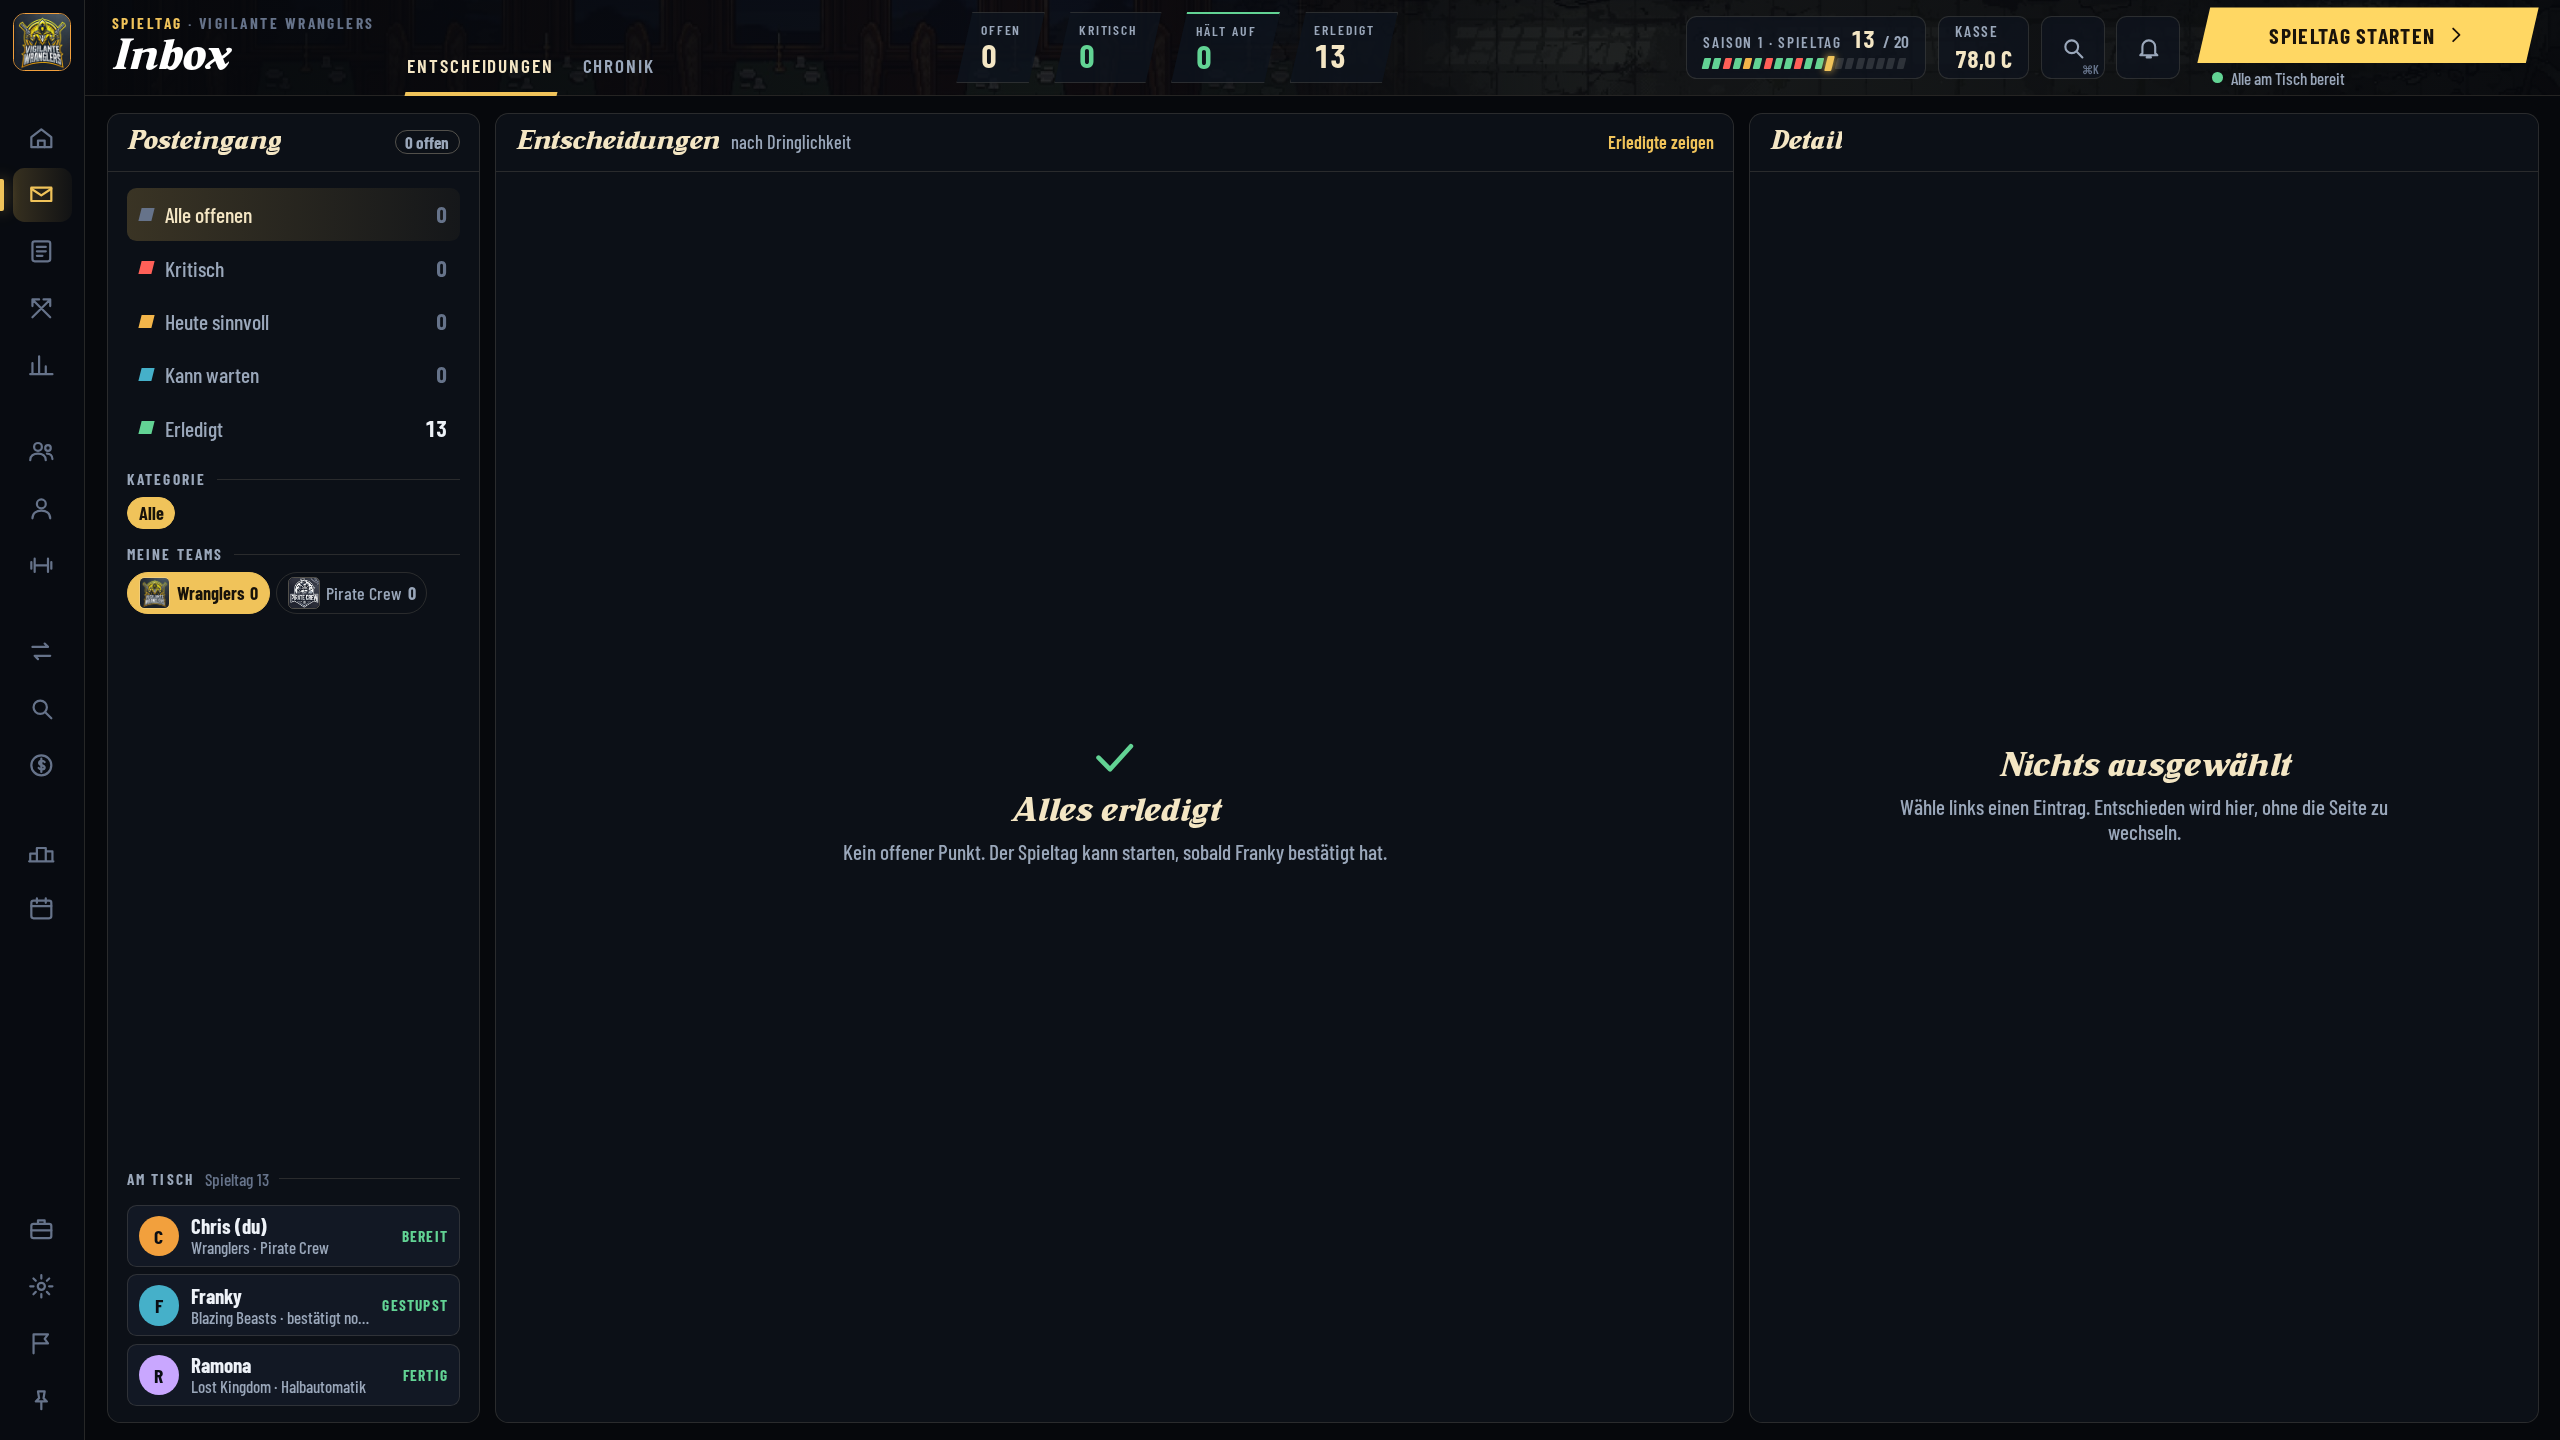 SPIELTAG · VIGILANTE WRANGLERS
Inbox
ENTSCHEIDUNGEN
CHRONIK
OFFEN
0
KRITISCH
0
HÄLT AUF
0
ERLEDIGT
13
SAISON 1 · SPIELTAG 13 / 20
KASSE
78,0 C
⌘K
SPIELTAG STARTEN
Alle am Tisch bereit
Posteingang
0 offen
Alle offenen 0
Kritisch 0
Heute sinnvoll 0
Kann warten 0
Erledigt 13
KATEGORIE
Alle
MEINE TEAMS
Wranglers 0
Pirate Crew 0
AM TISCH Spieltag 13
C
Chris (du)
Wranglers · Pirate Crew
BEREIT
F
Franky
Blazing Beasts · bestätigt no…
GESTUPST
R
Ramona
Lost Kingdom · Halbautomatik
FERTIG
Entscheidungen nach Dringlichkeit
Erledigte zeigen
Alles erledigt
Kein offener Punkt. Der Spieltag kann starten, sobald Franky bestätigt hat.
Detail
Nichts ausgewählt
Wähle links einen Eintrag. Entschieden wird hier, ohne die Seite zu
wechseln.